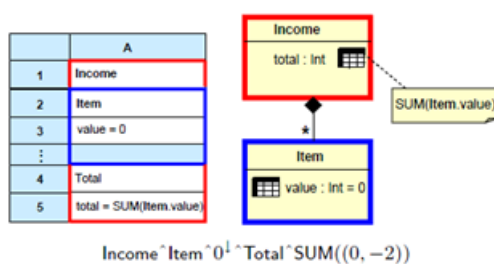 A
1 Income
2 Item
3 value = 0
⋮
4 Total
5 total = SUM(Item.value)
Income
total : Int
SUM(Item.value)
*
Item
value : Int = 0
Income^Item^0↓^Total^SUM((0, −2))